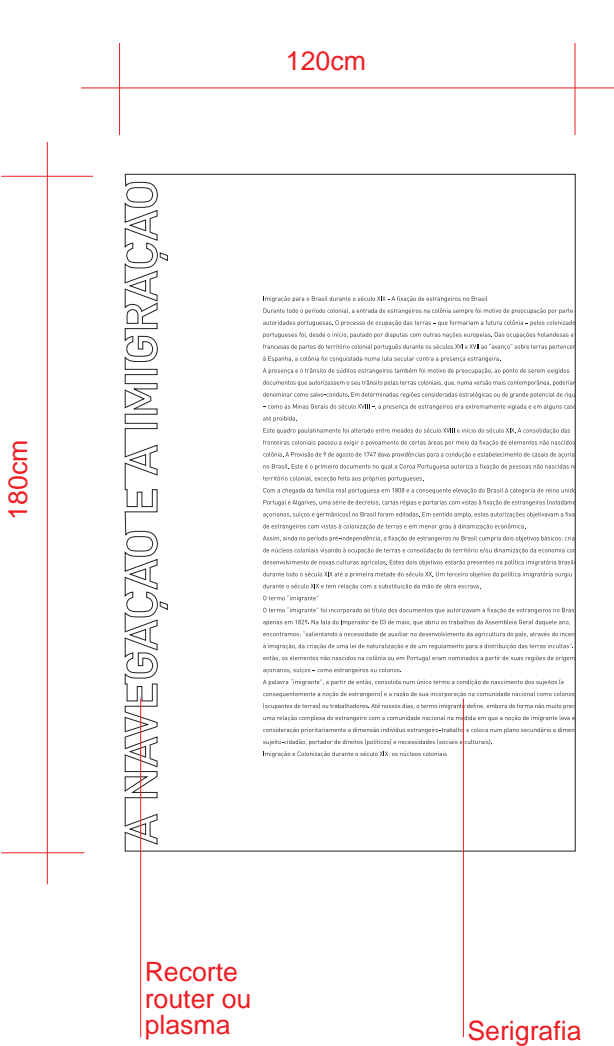 120cm
180cm
A NAVEGAÇAO E A IMIGRAÇAO
Imigração para o Brasil durante o século XIX - A fixação de estrangeiros no Brasil
Durante todo o período colonial, a entrada de estrangeiros na colônia sempre foi motivo de preocupação por parte
autoridades portuguesas. O processo de ocupação das terras – que formariam a futura colônia – pelos colonizado
portugueses foi, desde o início, pautado por disputas com outras nações europeias. Das ocupações holandesas e
francesas de partes do território colonial português durante os séculos XVI e XVII ao "avanço" sobre terras pertencen
à Espanha, a colônia foi conquistada numa luta secular contra a presença estrangeira.
A presença e o trânsito de súditos estrangeiros também foi motivo de preocupação, ao ponto de serem exigidos
documentos que autorizassem o seu trânsito pelas terras coloniais, que, numa versão mais contemporânea, poderiam
denominar como salvo-conduto. Em determinadas regiões consideradas estratégicas ou de grande potencial de riqu
– como as Minas Gerais do século XVIII –, a presença de estrangeiros era extremamente vigiada e em alguns caso
até proibida.
Este quadro paulatinamente foi alterado entre meados do século XVIII e início do século XIX. A consolidação das
fronteiras coloniais passou a exigir o povoamento de certas áreas por meio da fixação de elementos não nascidos
colônia. A Provisão de 9 de agosto de 1747 dava providências para a condução e estabelecimento de casais de açoria
no Brasil. Este é o primeiro documento no qual a Coroa Portuguesa autoriza a fixação de pessoas não nascidas n
território colonial, exceção feita aos próprios portugueses.
Com a chegada da família real portuguesa em 1808 e a consequente elevação do Brasil à categoria de reino unido
Portugal e Algarves, uma série de decretos, cartas régias e portarias com vistas à fixação de estrangeiros (notadame
açorianos, suíços e germânicos) no Brasil foram editadas. Em sentido amplo, estas autorizações objetivavam a fixa
de estrangeiros com vistas à colonização de terras e em menor grau à dinamização econômica.
Assim, ainda no período pré-independência, a fixação de estrangeiros no Brasil cumpria dois objetivos básicos: cria
de núcleos coloniais visando à ocupação de terras e consolidação do território e/ou dinamização da economia con
desenvolvimento de novas culturas agrícolas. Estes dois objetivos estarão presentes na política imigratória brasile
durante todo o século XIX até a primeira metade do século XX. Um terceiro objetivo da política imigratória surgiu
durante o século XIX e tem relação com a substituição da mão de obra escrava.
O termo "imigrante"
O termo "imigrante" foi incorporado ao título dos documentos que autorizavam a fixação de estrangeiros no Bras
apenas em 1829. Na fala do Imperador de 03 de maio, que abriu os trabalhos da Assembleia Geral daquele ano,
encontramos: "salientando a necessidade de auxiliar no desenvolvimento da agricultura do país, através do incen
à imigração, da criação de uma lei de naturalização e de um regulamento para a distribuição das terras incultas".
então, os elementos não nascidos na colônia ou em Portugal eram nominados a partir de suas regiões de origem
açorianos, suíços – como estrangeiros ou colonos.
A palavra "imigrante", a partir de então, consolida num único termo a condição de nascimento dos sujeitos (e
consequentemente a noção de estrangeiro) e a razão de sua incorporação na comunidade nacional como colonos
(ocupantes de terras) ou trabalhadores. Até nossos dias, o termo imigrante define, embora de forma não muito prec
uma relação complexa do estrangeiro com a comunidade nacional na medida em que a noção de imigrante leva e
consideração prioritariamente a dimensão indivíduo estrangeiro-trabalho e coloca num plano secundário a dimen
sujeito-cidadão, portador de direitos (políticos) e necessidades (sociais e culturais).
Imigração e Colonização durante o século XIX: os núcleos coloniais
Recorte
router ou
plasma
Serigrafia